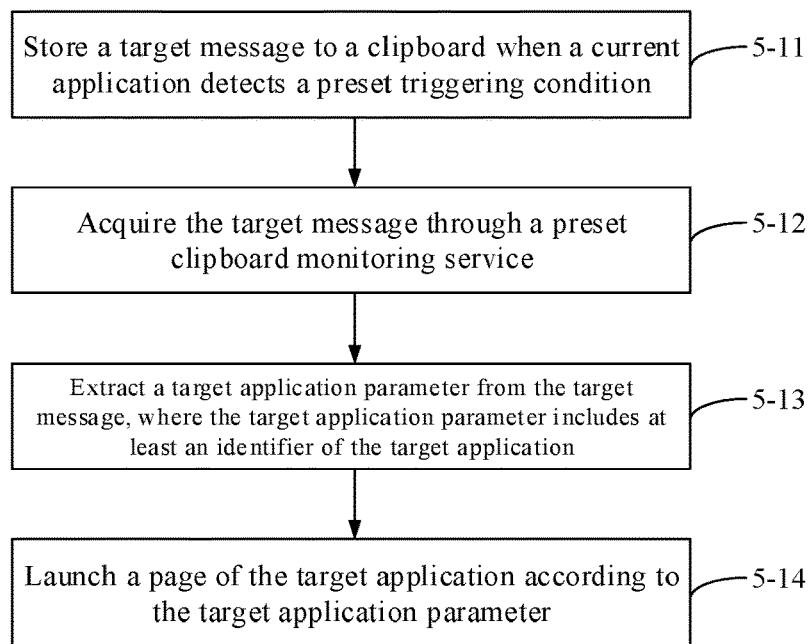 Store a target message to a clipboard when a current
application detects a preset triggering condition
5-11
Acquire the target message through a preset
clipboard monitoring service
5-12
Extract a target application parameter from the target
message, where the target application parameter includes at
least an identifier of the target application
5-13
Launch a page of the target application according to
the target application parameter
5-14